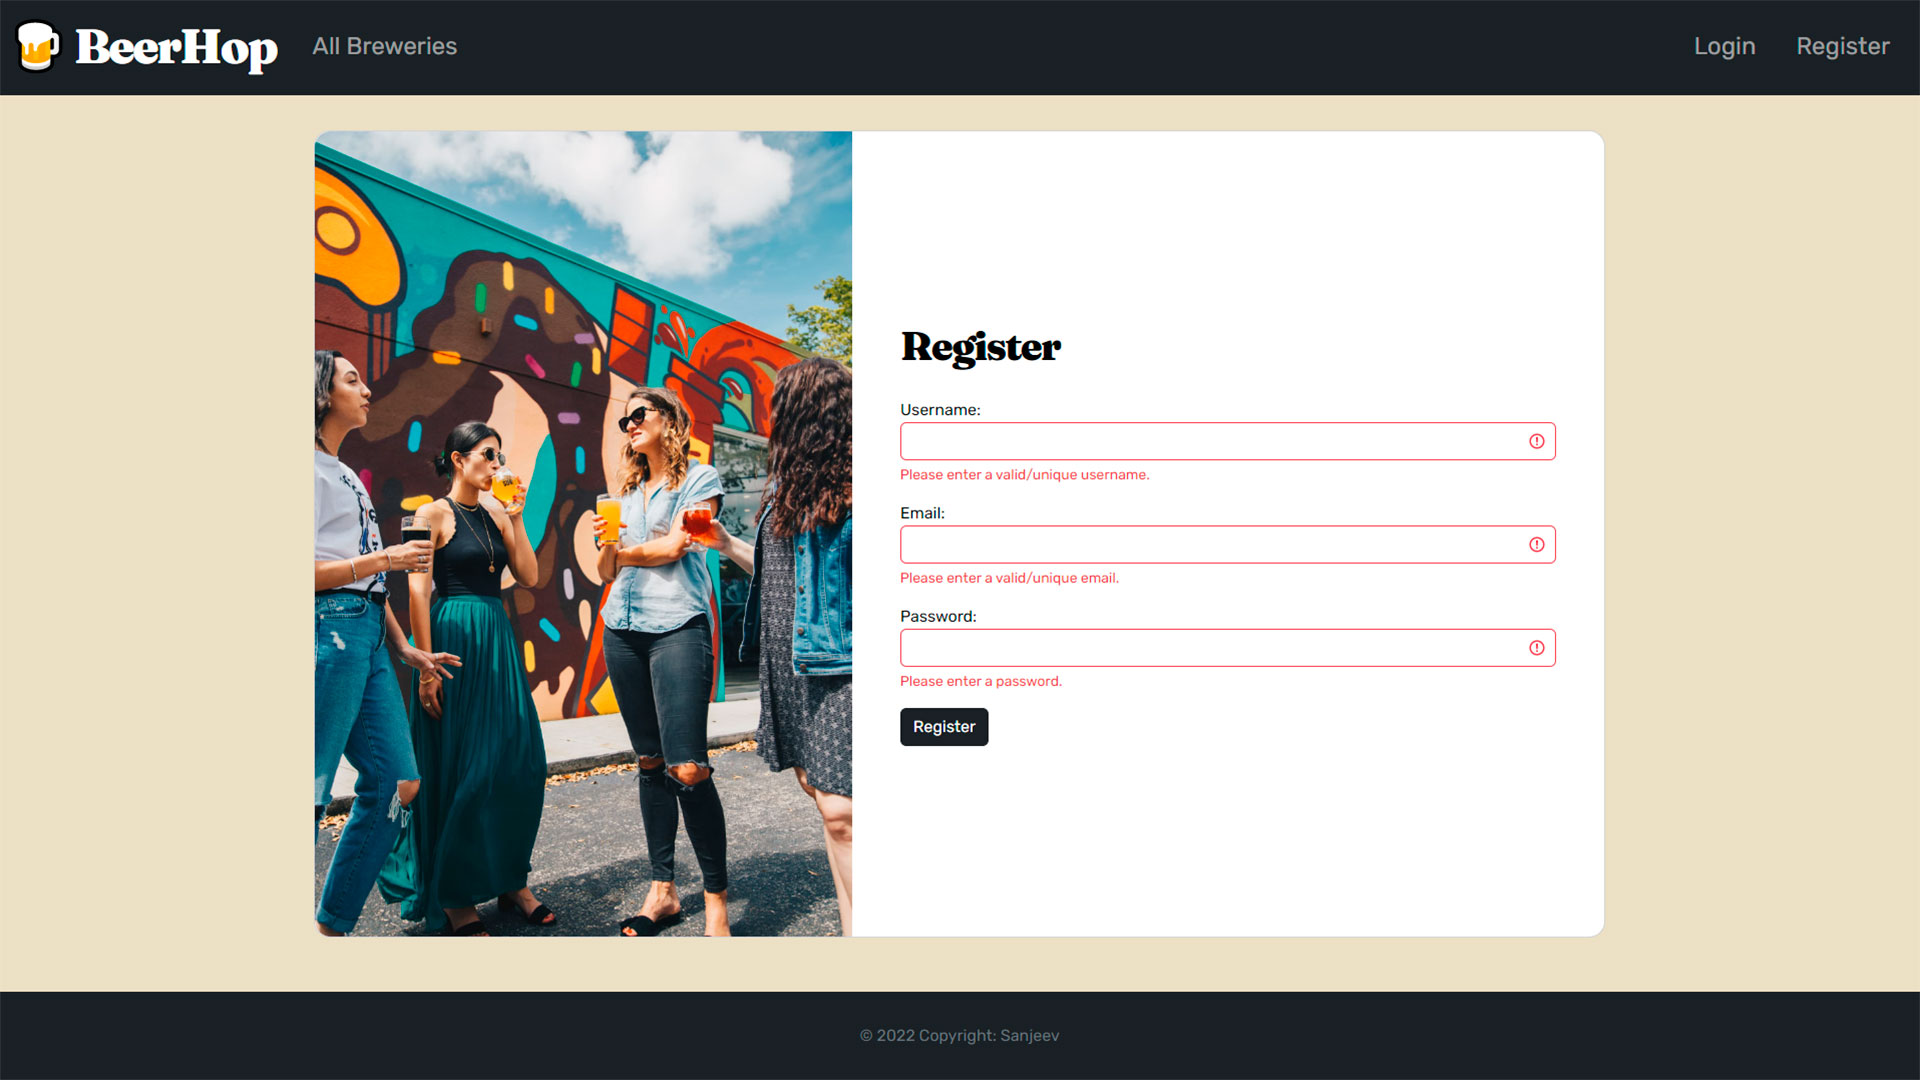 BeerHop
All Breweries
Login
Register
Register
Username:
Please enter a valid/unique username.
Email:
Please enter a valid/unique email.
Password:
Please enter a password.
Register
© 2022 Copyright: Sanjeev